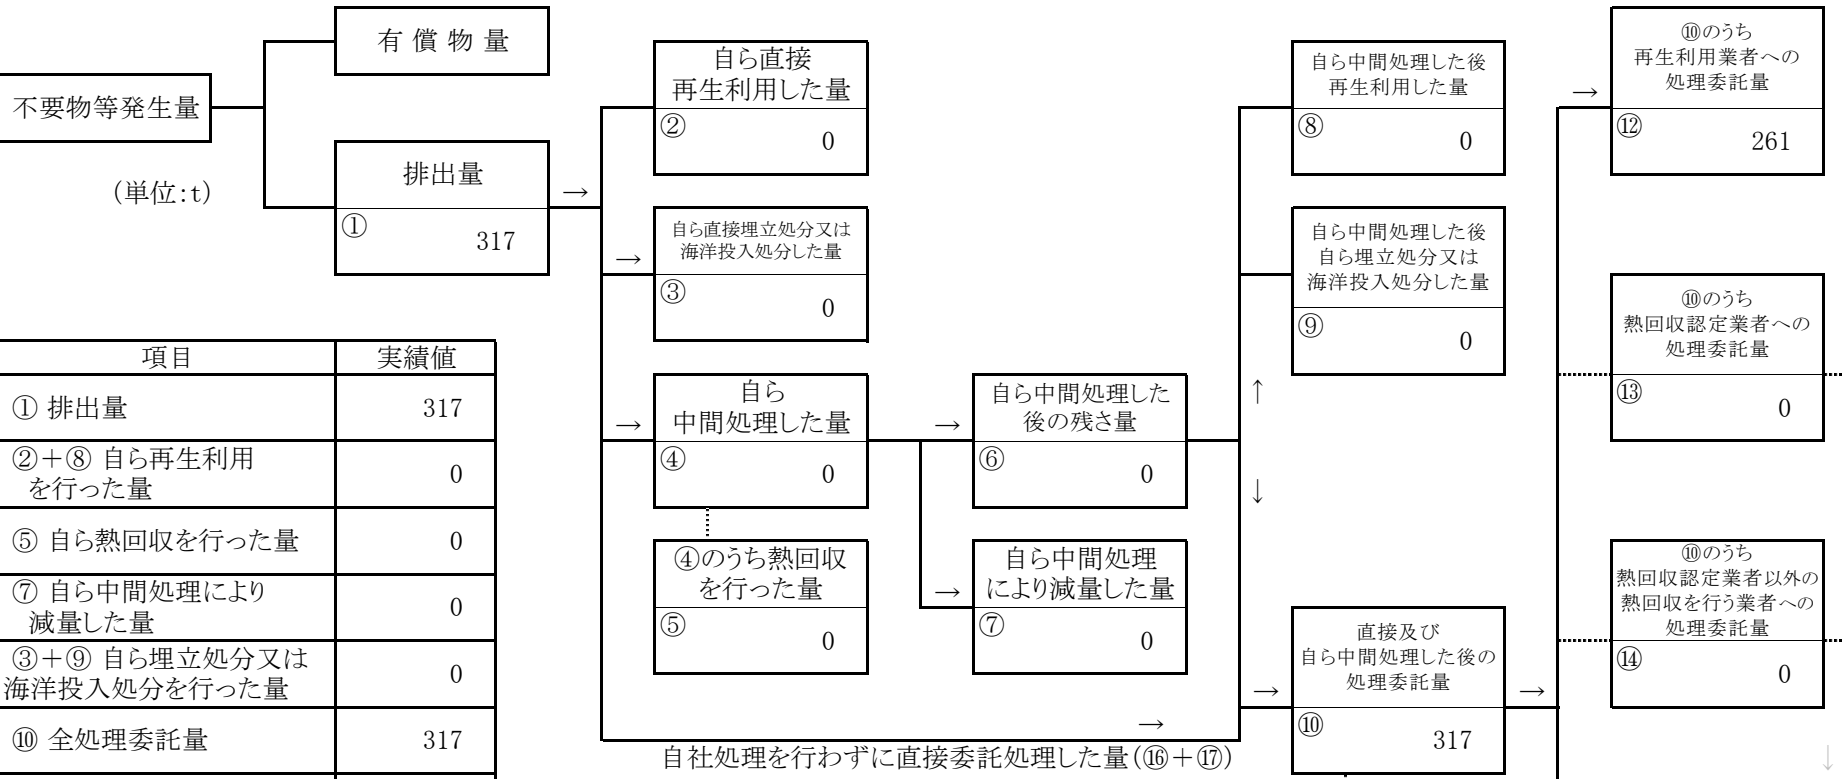 有償物量
不要物等発生量
(単位:t)
排出量
①
317
→
自ら直接
再生利用した量
②
0
→
自ら直接埋立処分又は
海洋投入処分した量
③
0
→
自ら
中間処理した量
④
0
④のうち熱回収
を行った量
⑤
0
→
自ら中間処理した
後の残さ量
⑥
0
→
自ら中間処理
により減量した量
⑦
0
自ら中間処理した後
再生利用した量
⑧
0
自ら中間処理した後
自ら埋立処分又は
海洋投入処分した量
⑨
0
↑
↓
→
自社処理を行わずに直接委託処理した量(⑯+⑰)
→
直接及び
自ら中間処理した後の
処理委託量
⑩
317
→
→
⑩のうち
再生利用業者への
処理委託量
⑫
261
⑩のうち
熱回収認定業者への
処理委託量
⑬
0
⑩のうち
熱回収認定業者以外の
熱回収を行う業者への
処理委託量
⑭
0
↓
項目 実績値
① 排出量 317
②+⑧ 自ら再生利用
を行った量 0
⑤ 自ら熱回収を行った量 0
⑦ 自ら中間処理により
減量した量 0
③+⑨ 自ら埋立処分又は
海洋投入処分を行った量 0
⑩ 全処理委託量 317